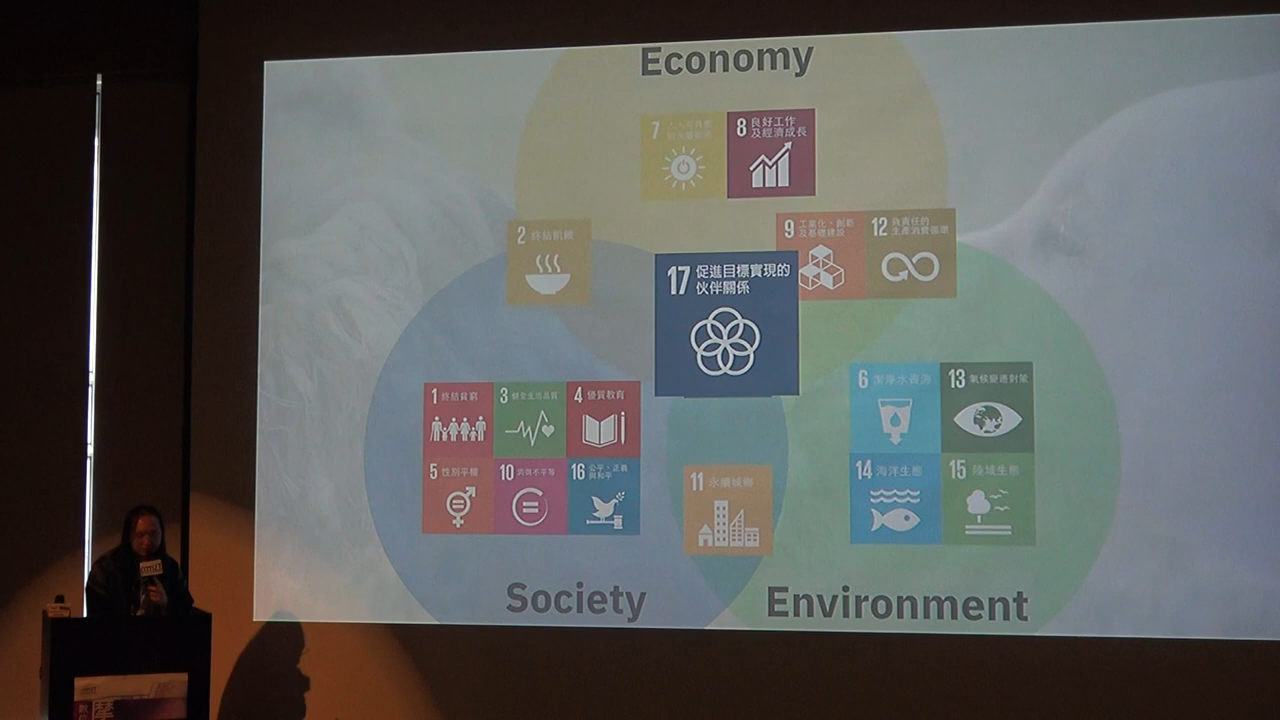 Economy
7
8 良好工作
及經濟成長
2 終結飢餓
9 工業化、創新
及基礎建設
12 負責任的
生產消費循環
17 促進目標實現的
伙伴關係
1 終結貧窮
3 健全生活品質
4 優質教育
5 性別平權
10 消弭不平等
16 公平、正義
與和平
6 潔淨水資源
13 氣候變遷對策
14 海洋生態
15 陸域生態
11 永續城鄉
Society
Environment